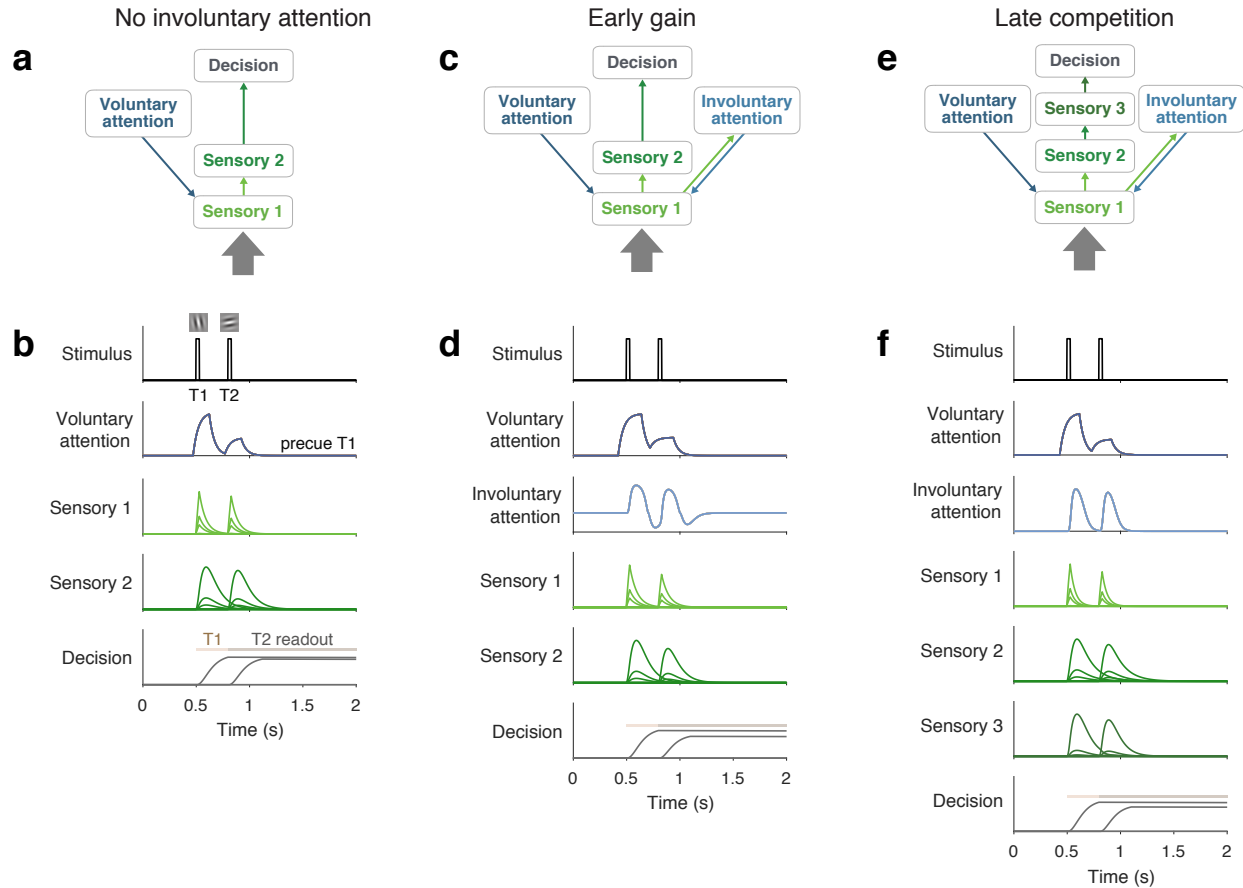 No involuntary attention
Early gain
Late competition
a
Decision
Voluntary
attention
Sensory 2
Sensory 1
c
Decision
Voluntary
attention
Involuntary
attention
Sensory 2
Sensory 1
e
Decision
Voluntary
attention
Sensory 3
Involuntary
attention
Sensory 2
Sensory 1
b
Stimulus
T1 T2
Voluntary
attention
precue T1
Sensory 1
Sensory 2
Decision
T1 T2 readout
0 0.5 1 1.5 2
Time (s)
d
Stimulus
Voluntary
attention
Involuntary
attention
Sensory 1
Sensory 2
Decision
0 0.5 1 1.5 2
Time (s)
f
Stimulus
Voluntary
attention
Involuntary
attention
Sensory 1
Sensory 2
Sensory 3
Decision
0 0.5 1 1.5 2
Time (s)